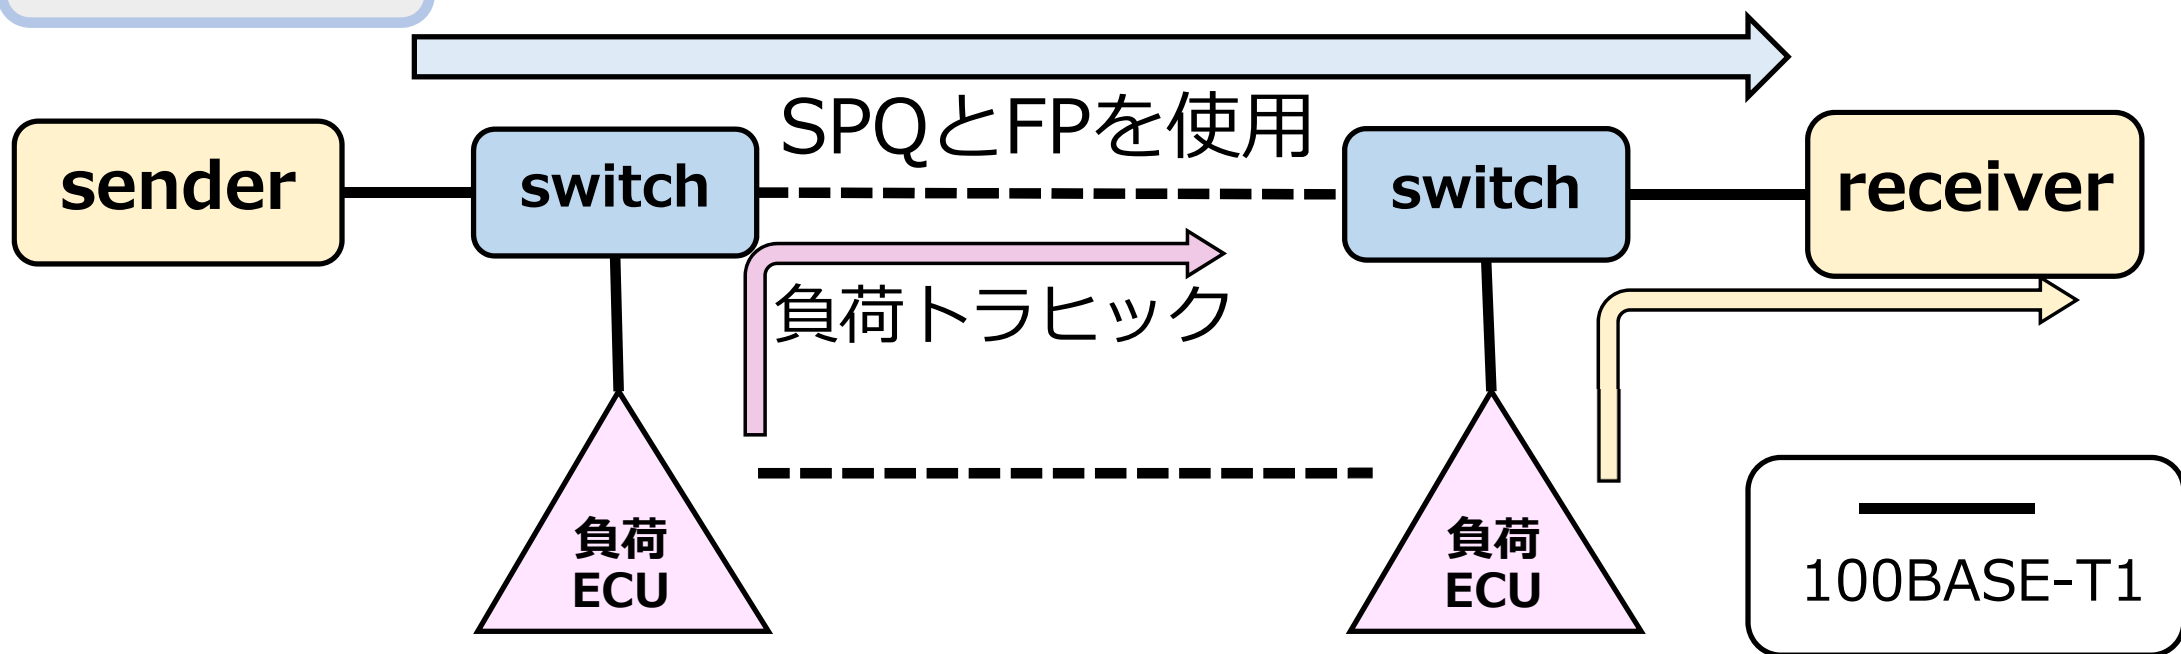 SPQとFPを使用
sender
switch
switch
receiver
負荷トラヒック
負荷
ECU
負荷
ECU
100BASE-T1